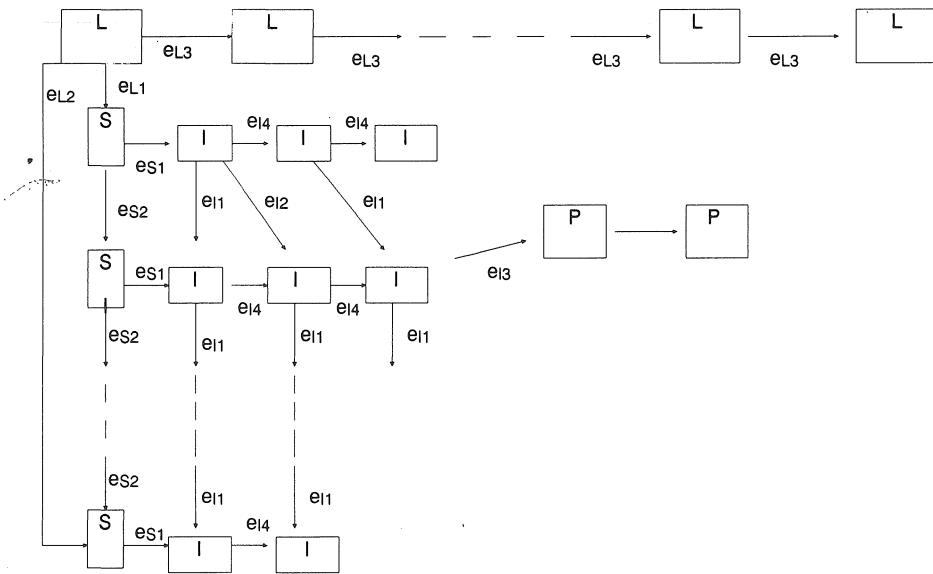 L L L L
eL3 eL3 eL3 eL3
eL2 eL1
S I I I
eI4 eI4
eS1
eS2 eI1 eI2 eI1
P P
eI3
S I I I
eS1
eI4 eI4
eS2 eI1 eI1 eI1
eS2 eI1 eI1
S I I
eS1 eI4